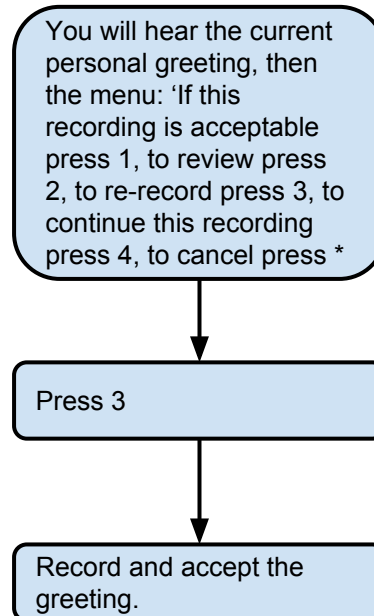 You will hear the current
personal greeting, then
the menu: ‘If this
recording is acceptable
press 1, to review press
2, to re-record press 3, to
continue this recording
press 4, to cancel press *
Press 3
Record and accept the
greeting.